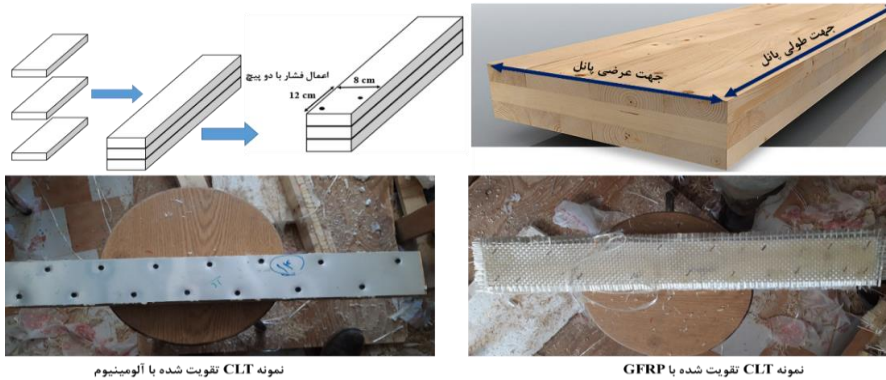 اعمال فشار با دو پیچ
8 cm
12 cm
جهت عرضی پانل
جهت طولی پانل
۱۳
نمونه CLT تقویت شده با آلومینیوم
نمونه CLT تقویت شده با GFRP